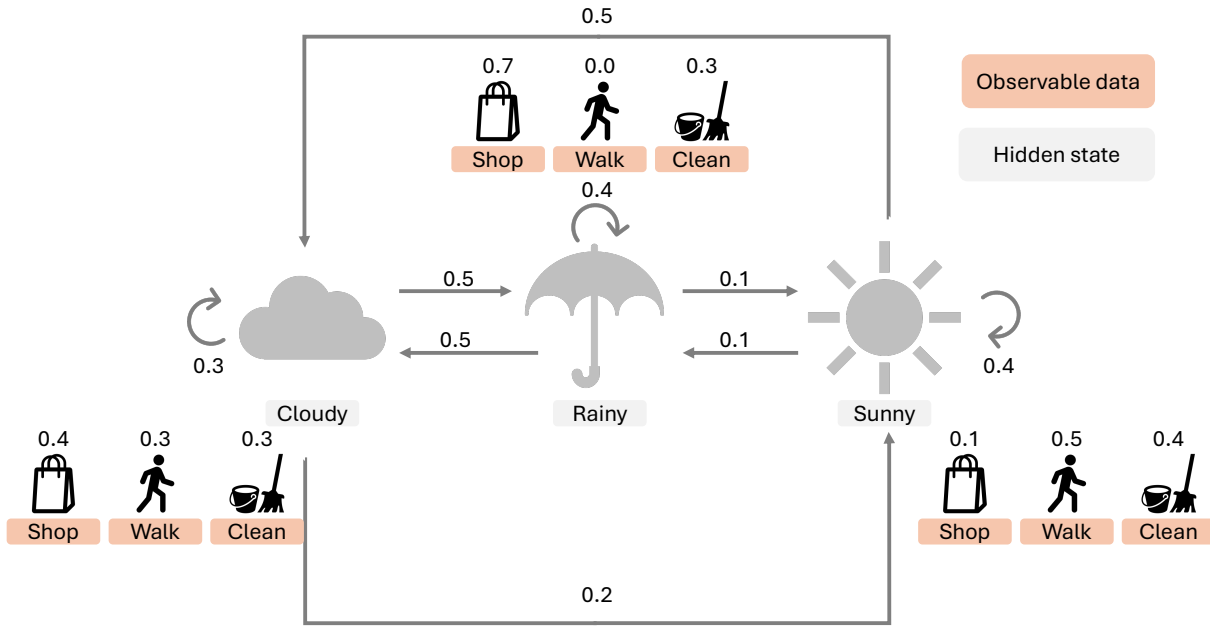 0.5
0.7 0.0 0.3
Observable data
Shop Walk Clean
Hidden state
0.4
0.5 0.1
0.5 0.1
0.3 0.4
Cloudy Rainy Sunny
0.4 0.3 0.3 0.1 0.5 0.4
Shop Walk Clean Shop Walk Clean
0.2